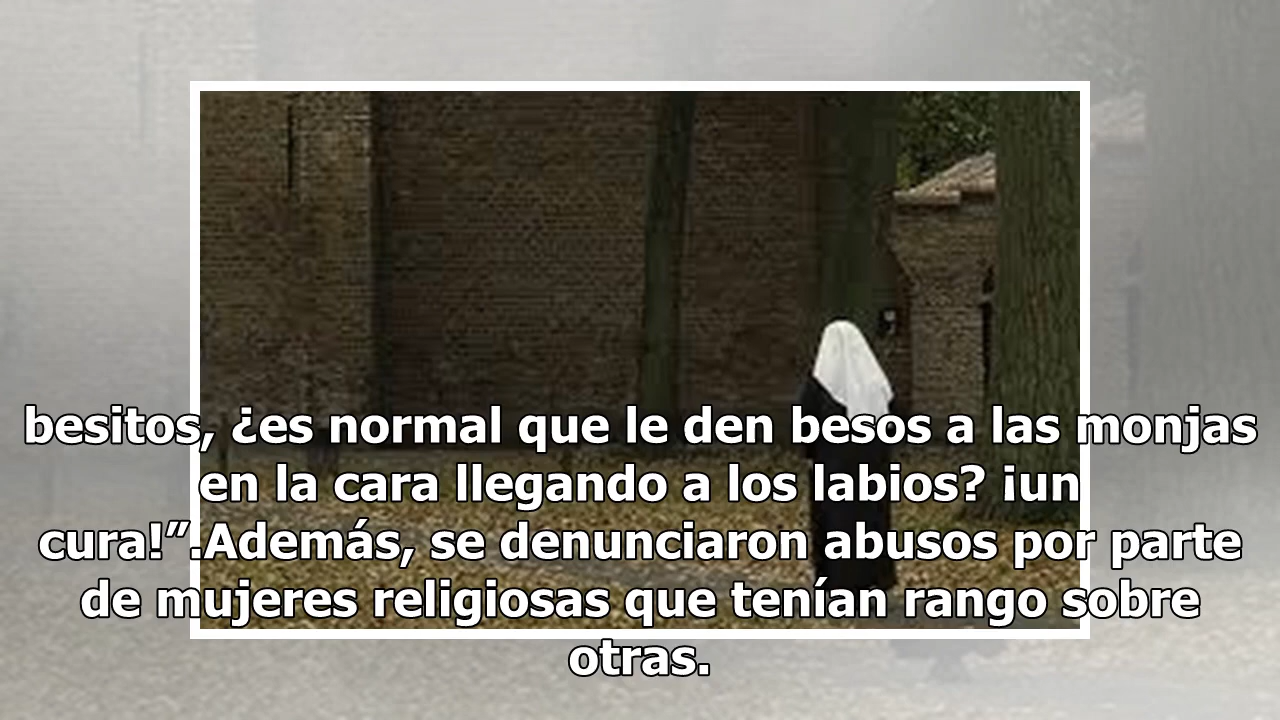 besitos, ¿es normal que le den besos a las monjas
en la cara llegando a los labios? ¡un
cura!”.Además, se denunciaron abusos por parte
de mujeres religiosas que tenían rango sobre
otras.